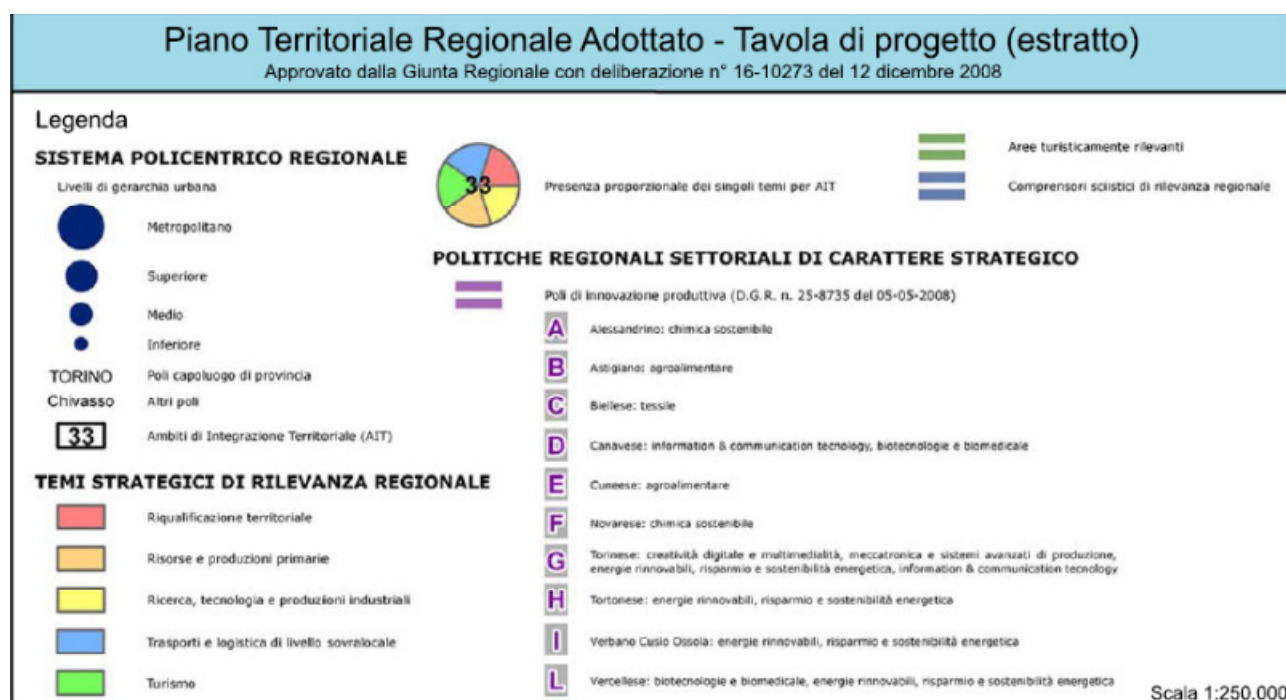 Piano Territoriale Regionale Adottato - Tavola di progetto (estratto)
Approvato dalla Giunta Regionale con deliberazione n° 16-10273 del 12 dicembre 2008
Legenda
SISTEMA POLICENTRICO REGIONALE
Livelli di gerarchia urbana
Metropolitano
Superiore
Medio
Inferiore
TORINO Poli capoluogo di provincia
Chivasso Altri poli
33 Ambiti di Integrazione Territoriale (AIT)
TEMI STRATEGICI DI RILEVANZA REGIONALE
Riqualificazione territoriale
Risorse e produzioni primarie
Ricerca, tecnologia e produzioni industriali
Trasporti e logistica di livello sovralocale
Turismo
33 Presenza proporzionale dei singoli temi per AIT
Aree turisticamente rilevanti
Comprensori sciistici di rilevanza regionale
POLITICHE REGIONALI SETTORIALI DI CARATTERE STRATEGICO
Poli di innovazione produttiva (D.G.R. n. 25-8735 del 05-05-2008)
A Alessandrino: chimica sostenibile
B Astigiano: agroalimentare
C Biellese: tessile
D Canavese: information & communication tecnology, biotecnologie e biomedicale
E Cuneese: agroalimentare
F Novarese: chimica sostenibile
G Torinese: creatività digitale e multimedialità, meccatronica e sistemi avanzati di produzione,
energie rinnovabili, risparmio e sostenibilità energetica, information & communication tecnology
H Tortonese: energie rinnovabili, risparmio e sostenibilità energetica
I Verbano Cusio Ossola: energie rinnovabili, risparmio e sostenibilità energetica
L Vercellese: biotecnologie e biomedicale, energie rinnovabili, risparmio e sostenibilità energetica
Scala 1:250.000